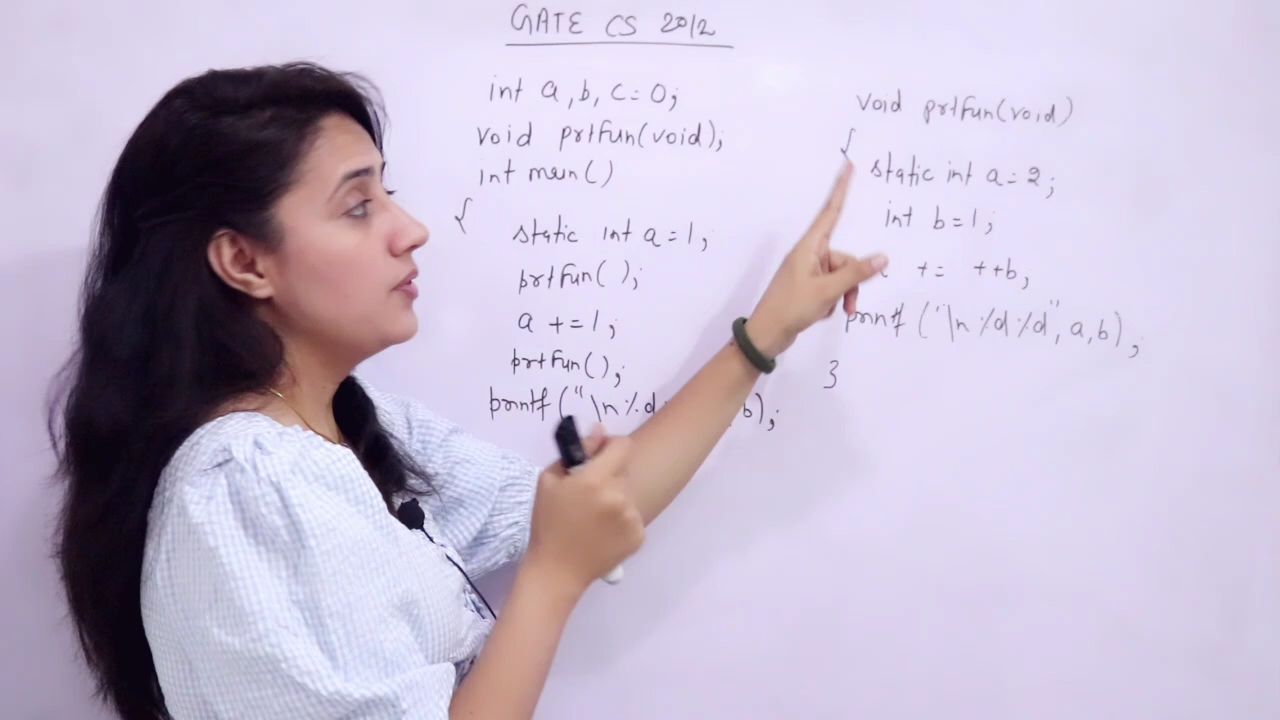 GATE CS 2012
int a, b, c = 0;
void prtfun(void);
int main()
{
static int a = 1;
prtfun();
a += 1;
prtfun();
printf ("\n %d b);
void prtfun(void)
{
static int a = 2;
int b = 1;
+= ++b;
printf ("\n %d %d", a, b);
}